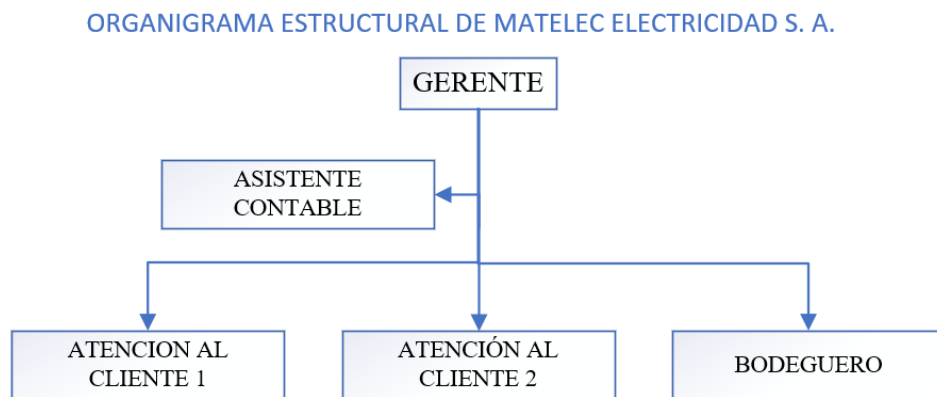 ORGANIGRAMA ESTRUCTURAL DE MATELEC ELECTRICIDAD S. A.
GERENTE
ASISTENTE
CONTABLE
ATENCION AL
CLIENTE 1
ATENCIÓN AL
CLIENTE 2
BODEGUERO